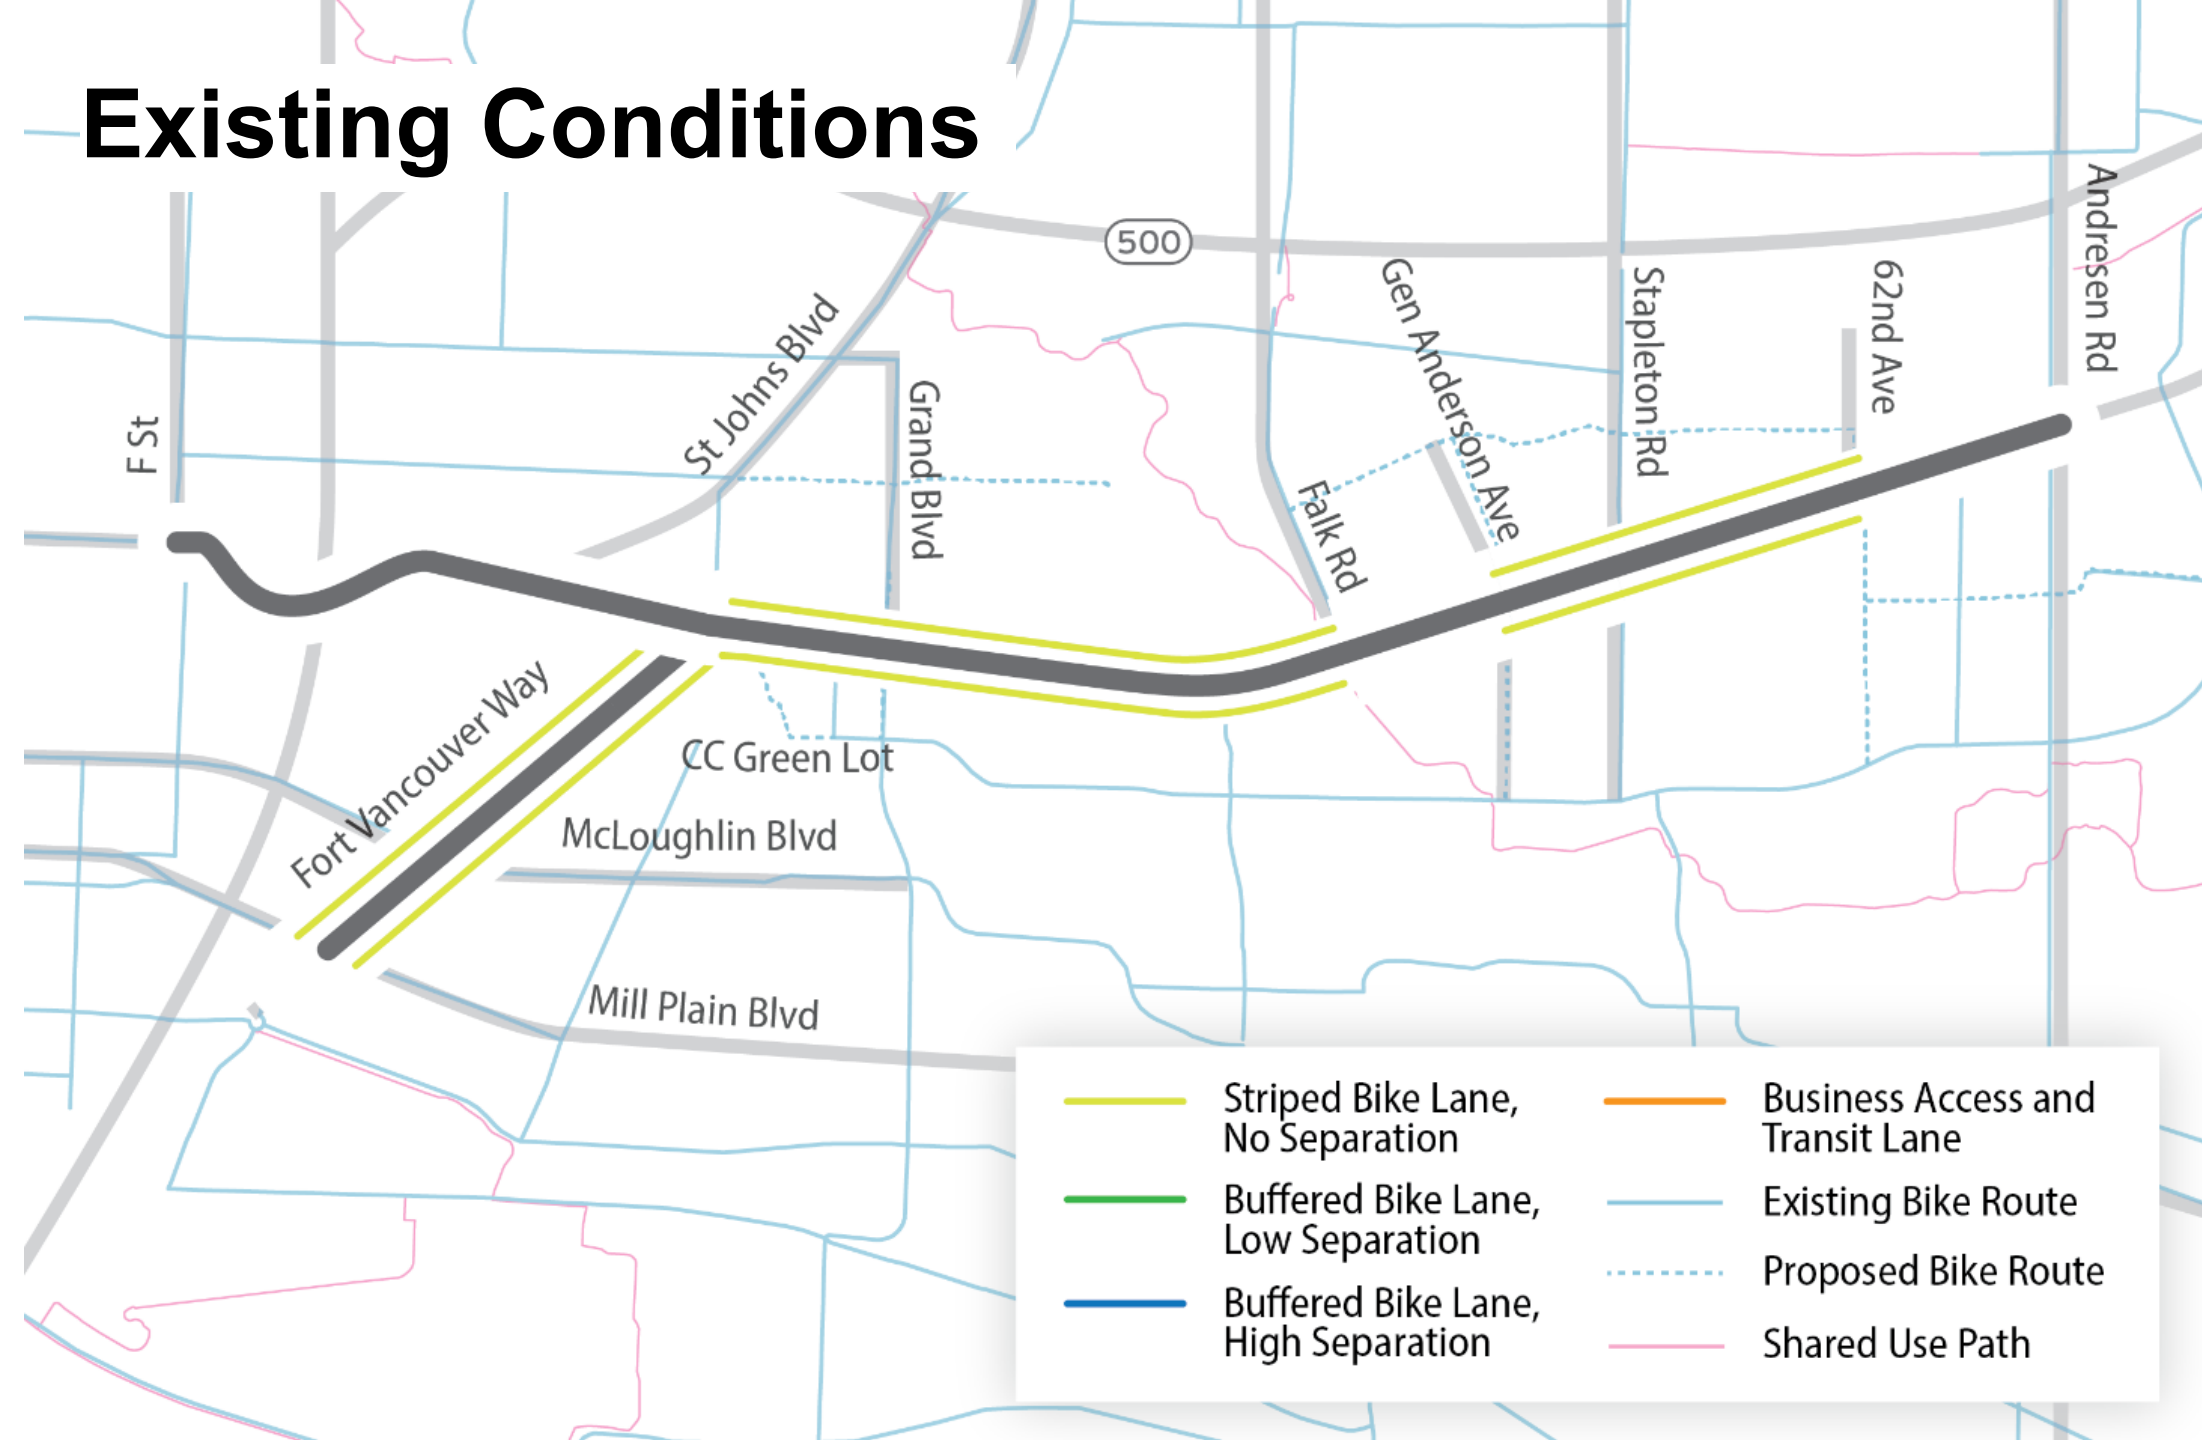 Existing Conditions
500
F St
St Johns Blvd
Grand Blvd
Gen Anderson Ave
Falk Rd
Stapleton Rd
62nd Ave
Andresen Rd
Fort Vancouver Way
CC Green Lot
McLoughlin Blvd
Mill Plain Blvd
Striped Bike Lane,
No Separation
Buffered Bike Lane,
Low Separation
Buffered Bike Lane,
High Separation
Business Access and
Transit Lane
Existing Bike Route
Proposed Bike Route
Shared Use Path